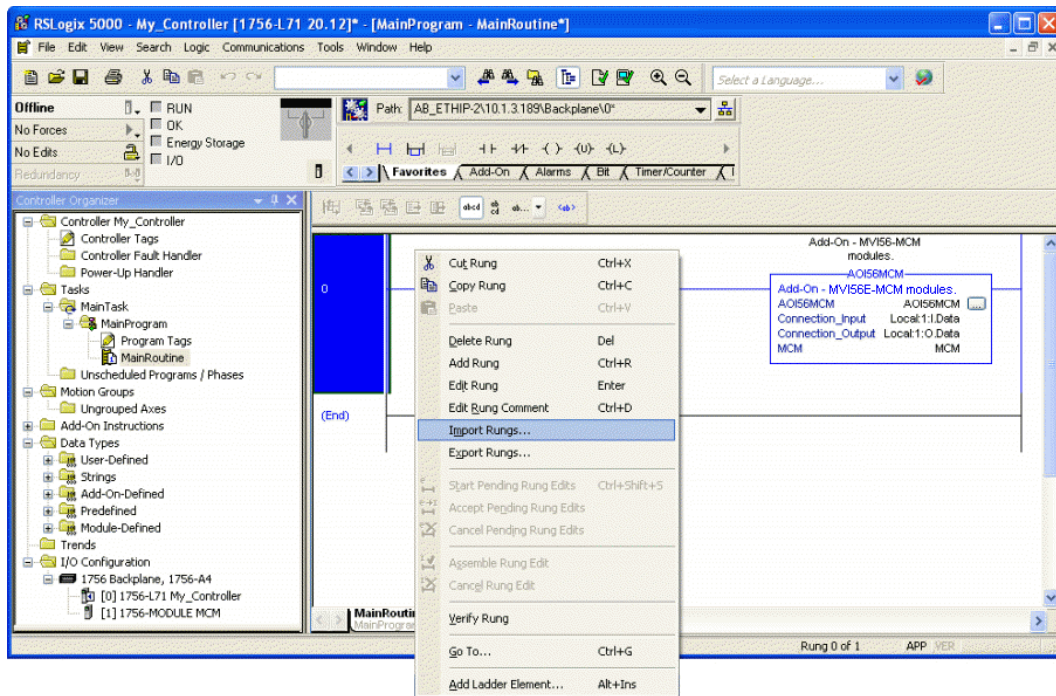 RSLogix 5000 - My_Controller [1756-L71 20.12]* - [MainProgram - MainRoutine*]
File Edit View Search Logic Communications Tools Window Help
Select a Language...
Offline
RUN
No Forces
OK
Energy Storage
No Edits
I/O
Redundancy
Path: AB_ETHIP-2\10.1.3.189\Backplane\0*
Favorites Add-On Alarms Bit Timer/Counter
Controller Organizer
Controller My_Controller
Controller Tags
Controller Fault Handler
Power-Up Handler
Tasks
MainTask
MainProgram
Program Tags
MainRoutine
Unscheduled Programs / Phases
Motion Groups
Ungrouped Axes
Add-On Instructions
Data Types
User-Defined
Strings
Add-On-Defined
Predefined
Module-Defined
Trends
I/O Configuration
1756 Backplane, 1756-A4
[0] 1756-L71 My_Controller
[1] 1756-MODULE MCM
0
(End)
Cut Rung Ctrl+X
Copy Rung Ctrl+C
Paste Ctrl+V
Delete Rung Del
Add Rung Ctrl+R
Edit Rung Enter
Edit Rung Comment Ctrl+D
Import Rungs...
Export Rungs...
Start Pending Rung Edits Ctrl+Shift+S
Accept Pending Rung Edits
Cancel Pending Rung Edits
Assemble Rung Edit
Cancel Rung Edit
Verify Rung
Go To... Ctrl+G
Add Ladder Element... Alt+Ins
Add-On - MVI56-MCM
modules.
AOI56MCM
Add-On - MVI56E-MCM modules.
AOI56MCM AOI56MCM ...
Connection_Input Local:1:I.Data
Connection_Output Local:1:O.Data
MCM MCM
Rung 0 of 1 APP VER